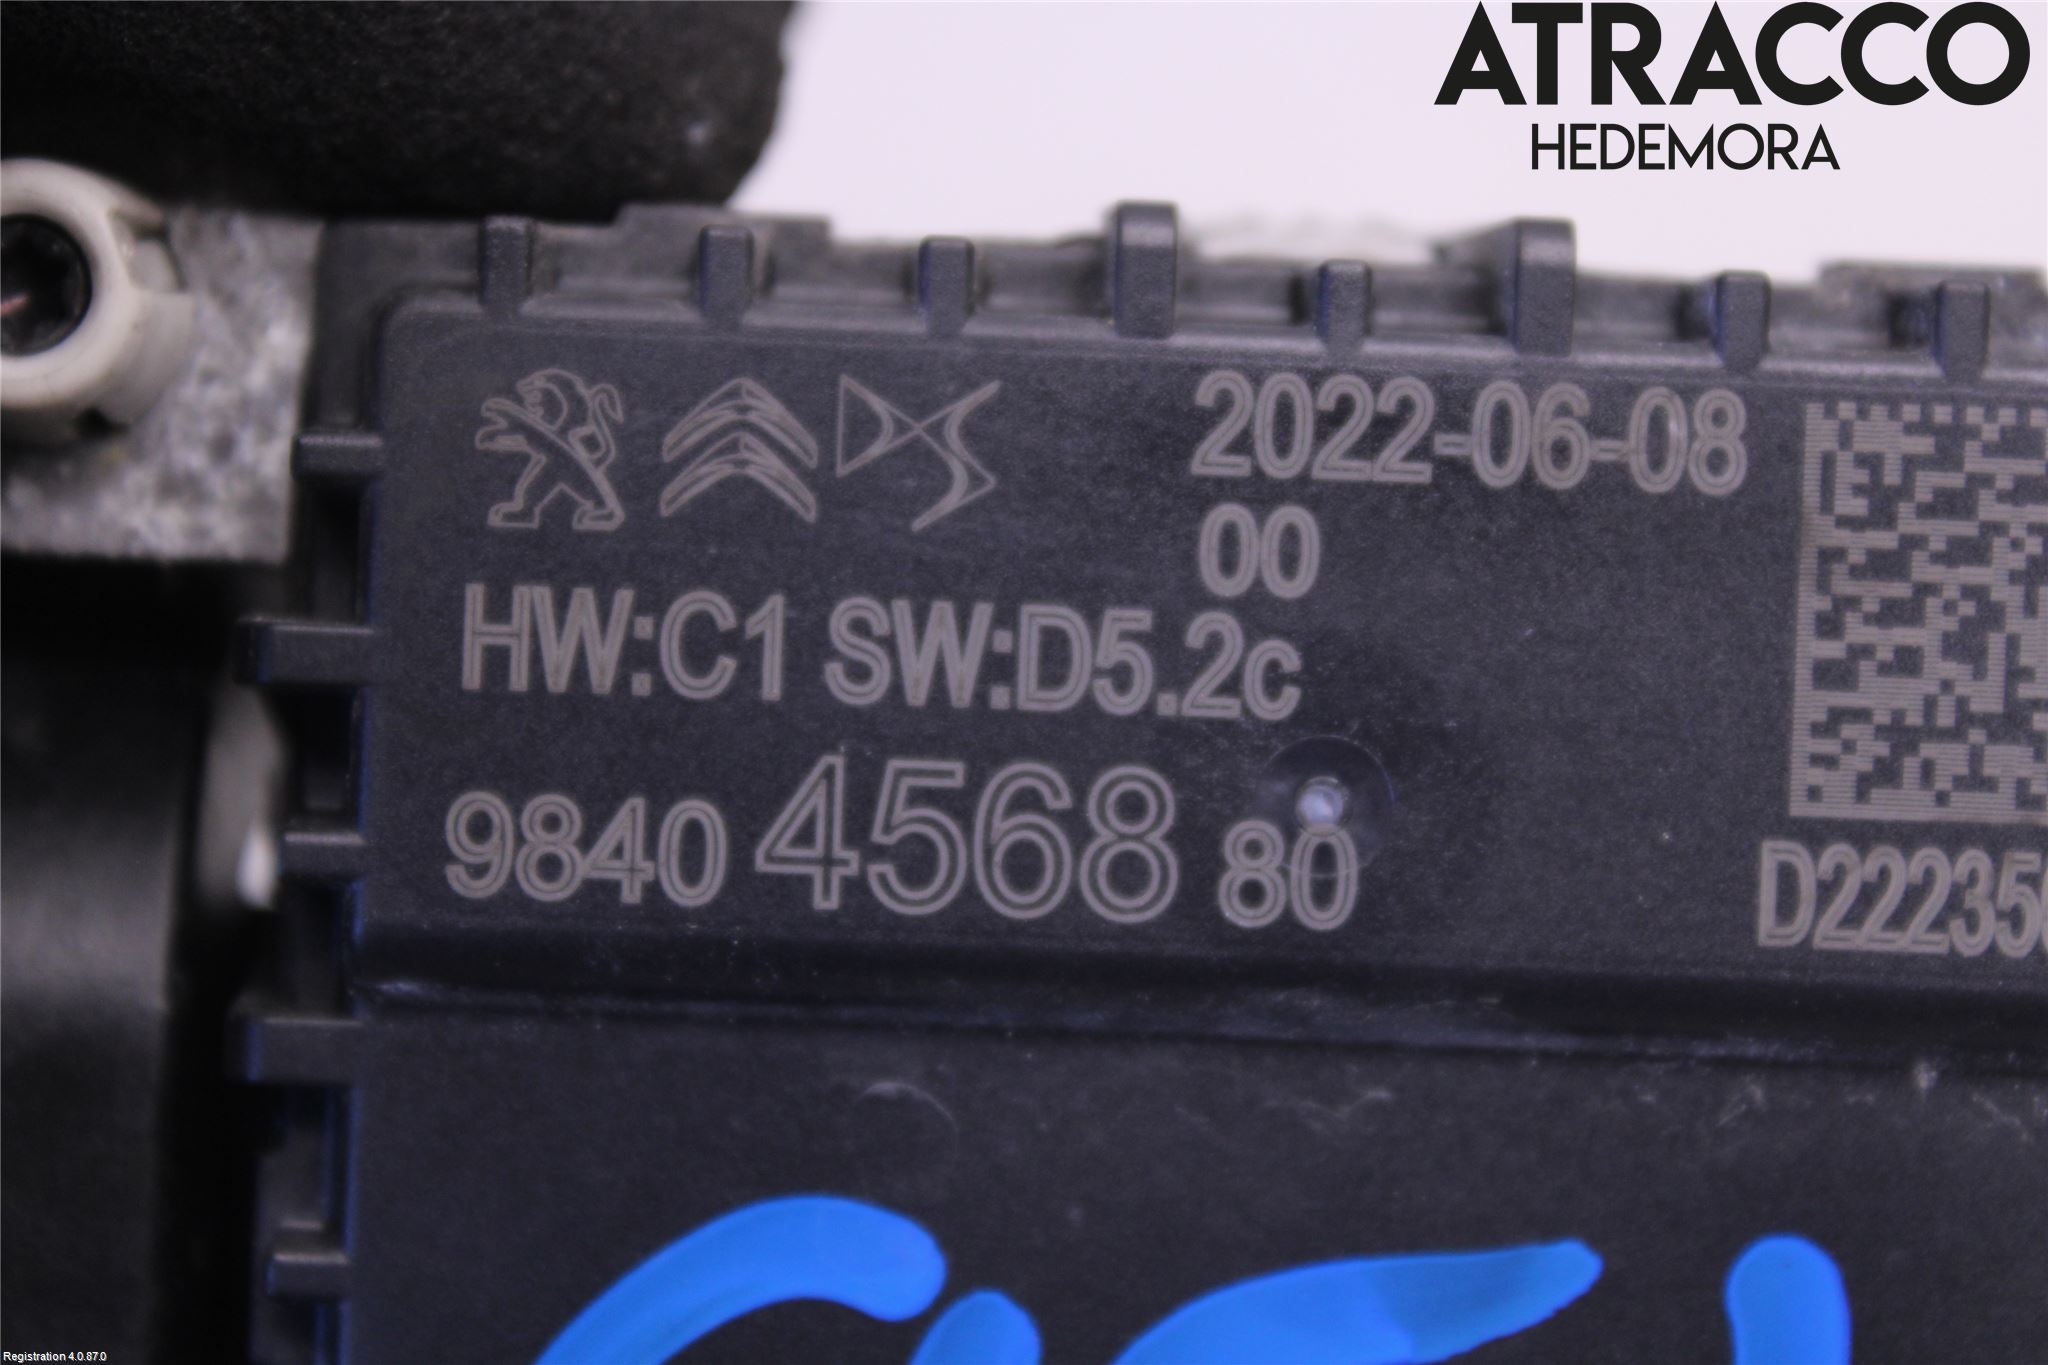 ATRACCO
HEDEMORA
2022-06-08
00
HW:C1 SW:D5.2c
9840 4568 80
D22235
Registration 4.0.87.0